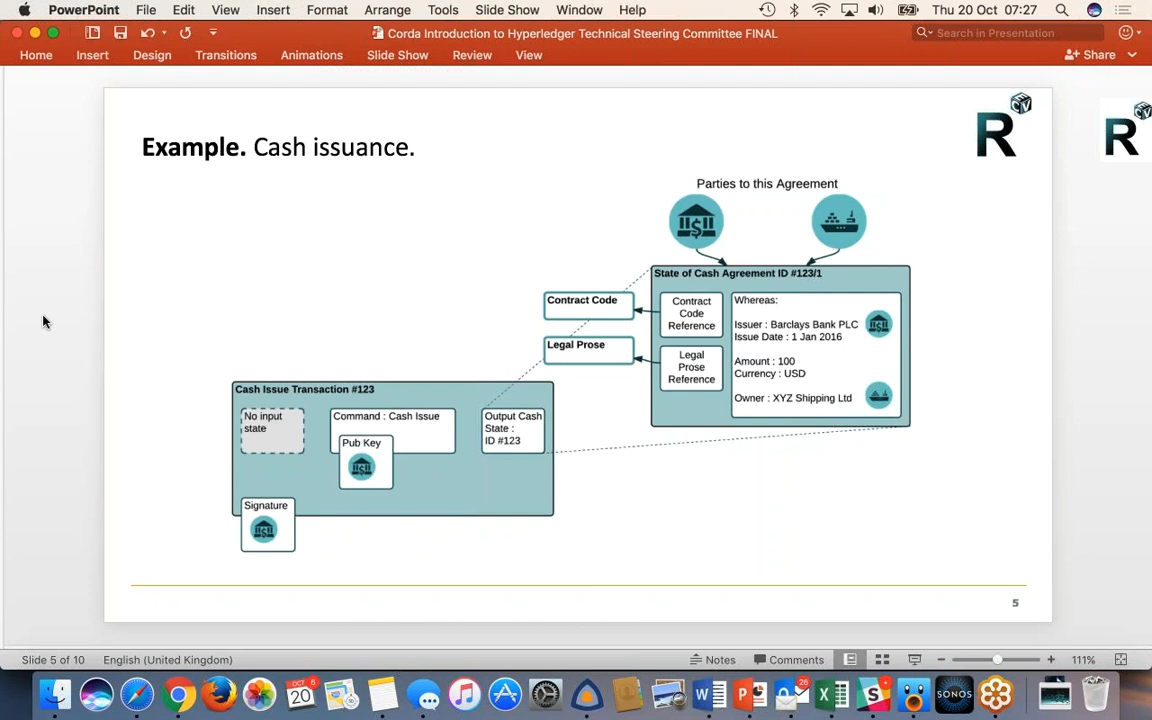 PowerPoint File Edit View Insert Format Arrange Tools Slide Show Window Help Thu 20 Oct 07:27
Corda Introduction to Hyperledger Technical Steering Committee FINAL
Search in Presentation
Home Insert Design Transitions Animations Slide Show Review View Share
R
CEV
R
Example. Cash issuance.
Parties to this Agreement
State of Cash Agreement ID #123/1
Contract Code
Legal Prose
Contract
Code
Reference
Legal
Prose
Reference
Whereas:
Issuer : Barclays Bank PLC
Issue Date : 1 Jan 2016
Amount : 100
Currency : USD
Owner : XYZ Shipping Ltd
Cash Issue Transaction #123
No input
state
Command : Cash Issue
Pub Key
Output Cash
State :
ID #123
Signature
5
Slide 5 of 10 English (United Kingdom) Notes Comments 111%
20
26
SONOS